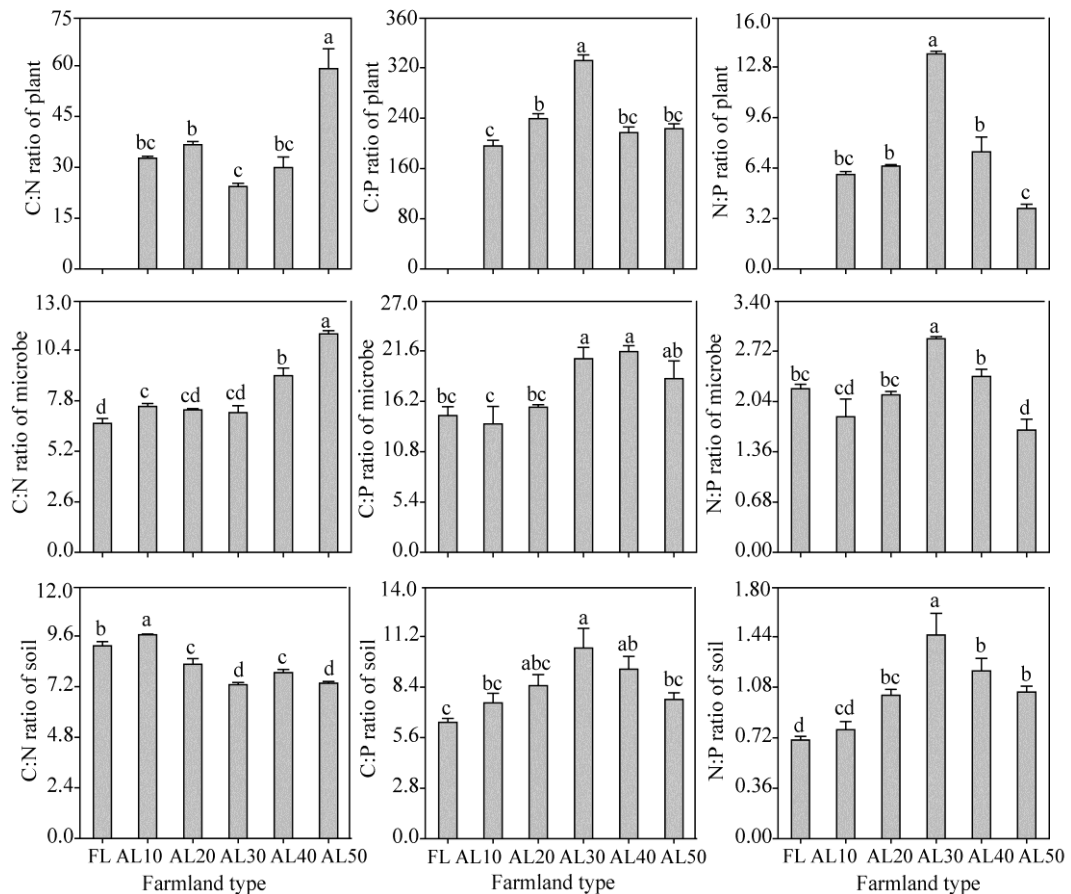 75
60
45
30
15
0
C:N ratio of plant
bc
b
c
bc
a
360
320
240
160
80
0
C:P ratio of plant
c
b
a
bc
bc
16.0
12.8
9.6
6.4
3.2
0.0
N:P ratio of plant
bc
b
a
b
c
13.0
10.4
7.8
5.2
2.6
0.0
C:N ratio of microbe
d
c
cd
cd
b
a
27.0
21.6
16.2
10.8
5.4
0.0
C:P ratio of microbe
bc
c
bc
a
a
ab
3.40
2.72
2.04
1.36
0.68
0.00
N:P ratio of microbe
bc
cd
bc
a
b
d
12.0
9.6
7.2
4.8
2.4
0.0
C:N ratio of soil
b
a
c
d
c
d
FL AL10 AL20 AL30 AL40 AL50
Farmland type
14.0
11.2
8.4
5.6
2.8
0.0
C:P ratio of soil
c
bc
abc
a
ab
bc
FL AL10 AL20 AL30 AL40 AL50
Farmland type
1.80
1.44
1.08
0.72
0.36
0.00
N:P ratio of soil
d
cd
bc
a
b
b
FL AL10 AL20 AL30 AL40 AL50
Farmland type